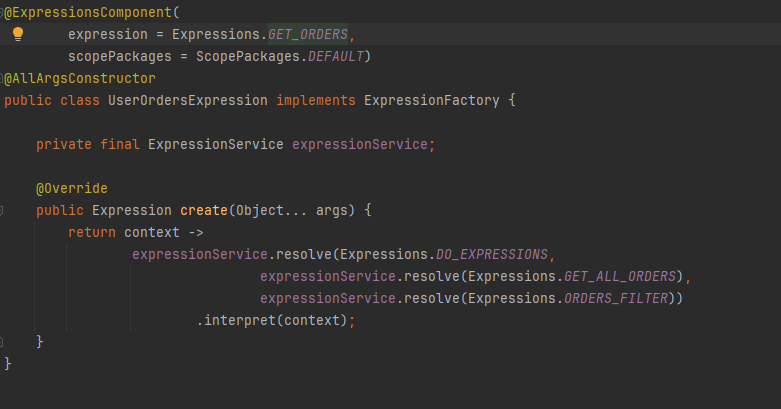 @ExpressionsComponent(
expression = Expressions.GET_ORDERS,
scopePackages = ScopePackages.DEFAULT)
@AllArgsConstructor
public class UserOrdersExpression implements ExpressionFactory {
private final ExpressionService expressionService;
@Override
public Expression create(Object... args) {
return context ->
expressionService.resolve(Expressions.DO_EXPRESSIONS,
expressionService.resolve(Expressions.GET_ALL_ORDERS),
expressionService.resolve(Expressions.ORDERS_FILTER))
.interpret(context);
}
}